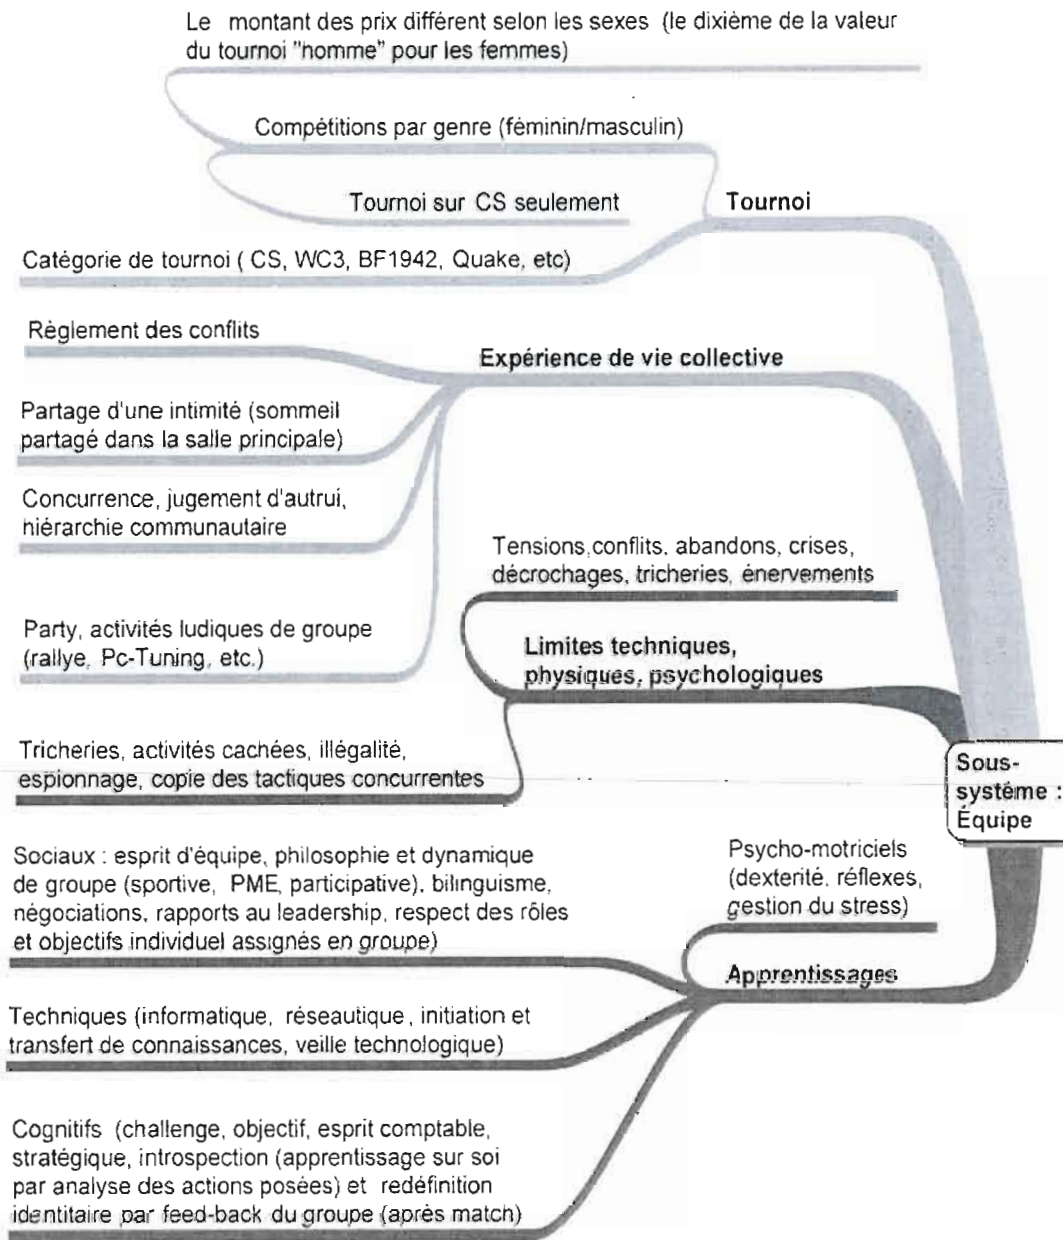 Le montant des prix différent selon les sexes (le dixième de la valeur
du tournoi "homme" pour les femmes)
Compétitions par genre (féminin/masculin)
Tournoi sur CS seulement
Tournoi
Catégorie de tournoi ( CS, WC3, BF1942, Quake, etc)
Règlement des conflits
Expérience de vie collective
Partage d'une intimité (sommeil
partagé dans la salle principale)
Concurrence, jugement d'autrui,
hiérarchie communautaire
Party, activités ludiques de groupe
(rallye, Pc-Tuning, etc.)
Tensions,conflits, abandons, crises,
décrochages, tricheries, énervements
Limites techniques,
physiques, psychologiques
Tricheries, activités cachées, illégalité,
espionnage, copie des tactiques concurrentes
Sous-
système :
Équipe
Sociaux : esprit d'équipe, philosophie et dynamique
de groupe (sportive, PME, participative), bilinguisme,
négociations, rapports au leadership, respect des rôles
et objectifs individuel assignés en groupe)
Psycho-motriciels
(dexterité, réflexes,
gestion du stress)
Apprentissages
Techniques (informatique, réseautique, initiation et
transfert de connaissances, veille technologique)
Cognitifs (challenge, objectif, esprit comptable,
stratégique, introspection (apprentissage sur soi
par analyse des actions posées) et redéfinition
identitaire par feed-back du groupe (après match)